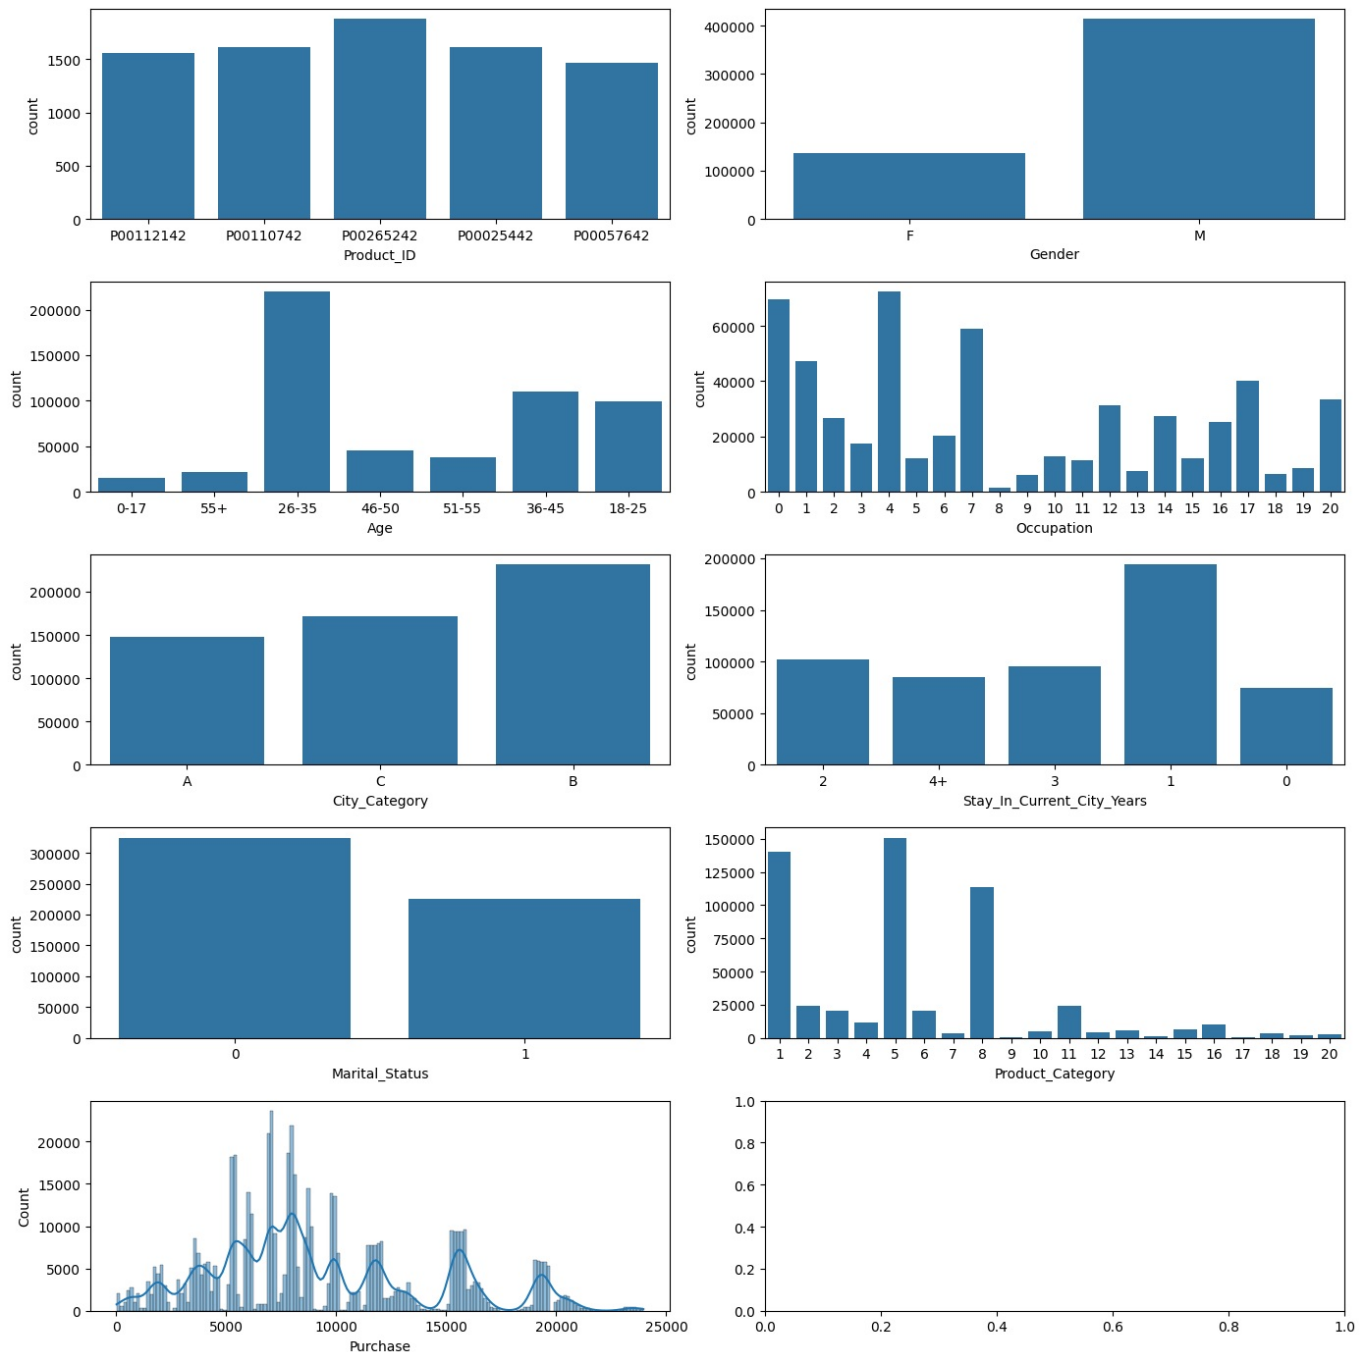 count
1500
1000
500
0
P00112142 P00110742 P00265242 P00025442 P00057642
Product_ID
count
400000
300000
200000
100000
0
F M
Gender
count
200000
150000
100000
50000
0
0-17 55+ 26-35 46-50 51-55 36-45 18-25
Age
count
60000
40000
20000
0
0 1 2 3 4 5 6 7 8 9 10 11 12 13 14 15 16 17 18 19 20
Occupation
count
200000
150000
100000
50000
0
A C B
City_Category
count
200000
150000
100000
50000
0
2 4+ 3 1 0
Stay_In_Current_City_Years
count
300000
250000
200000
150000
100000
50000
0
0 1
Marital_Status
count
150000
125000
100000
75000
50000
25000
0
1 2 3 4 5 6 7 8 9 10 11 12 13 14 15 16 17 18 19 20
Product_Category
Count
20000
15000
10000
5000
0
0 5000 10000 15000 20000 25000
Purchase
1.0
0.8
0.6
0.4
0.2
0.0
0.0 0.2 0.4 0.6 0.8 1.0